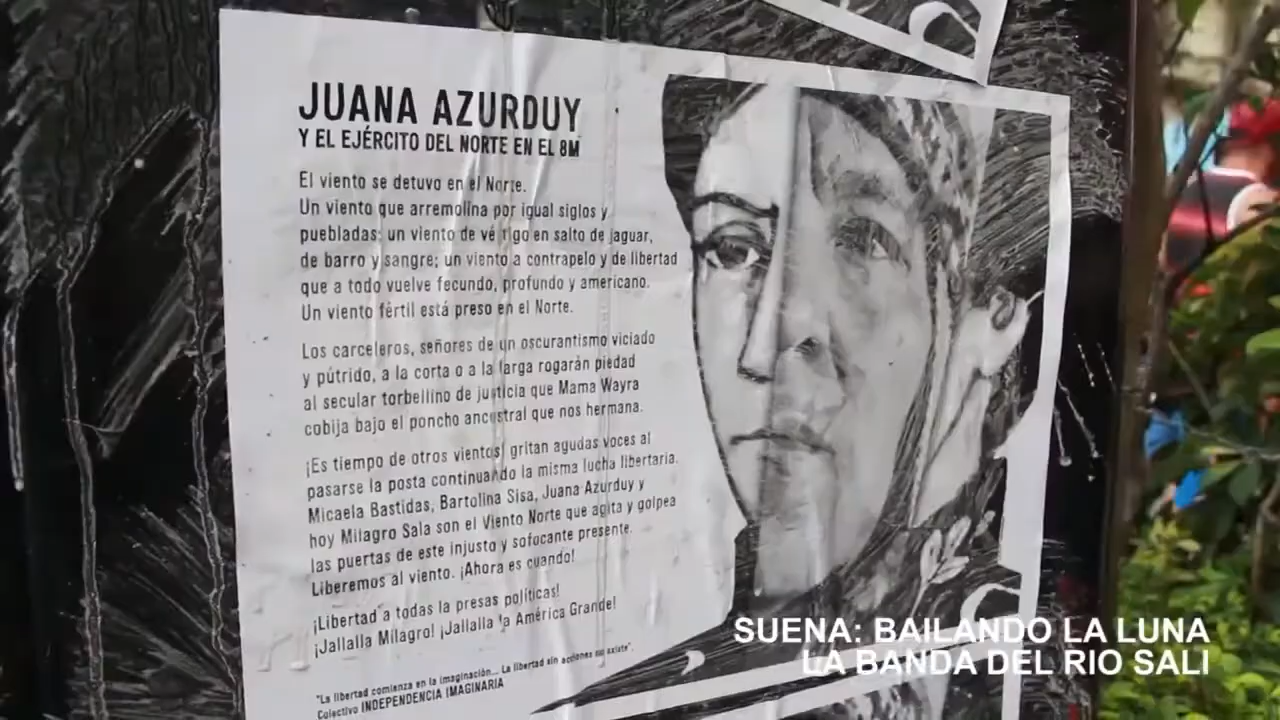 JUANA AZURDUY
Y EL EJÉRCITO DEL NORTE EN EL 8M
El viento se detuvo en el Norte.
Un viento que arremolina por igual siglos y
puebladas; un viento de vértigo en salto de jaguar,
de barro y sangre; un viento a contrapelo y de libertad
que a todo vuelve fecundo, profundo y americano.
Un viento fértil está preso en el Norte.
Los carceleros, señores de un oscurantismo viciado
y pútrido, a la corta o a la larga rogarán piedad
al secular torbellino de justicia que Mama Wayra
cobija bajo el poncho ancestral que nos hermana.
¡Es tiempo de otros vientos! gritan agudas voces al
pasarse la posta continuando la misma lucha libertaria.
Micaela Bastidas, Bartolina Sisa, Juana Azurduy y
hoy Milagro Sala son el Viento Norte que agita y golpea
las puertas de este injusto y sofocante presente.
Liberemos al viento. ¡Ahora es cuando!
¡Libertad a todas la presas políticas!
¡Jallalla Milagro! ¡Jallalla la América Grande!
"La libertad comienza en la imaginación... La libertad sin acciones no existe".
Colectivo INDEPENDENCIA IMAGINARIA
SUENA: BAILANDO LA LUNA
LA BANDA DEL RIO SALI